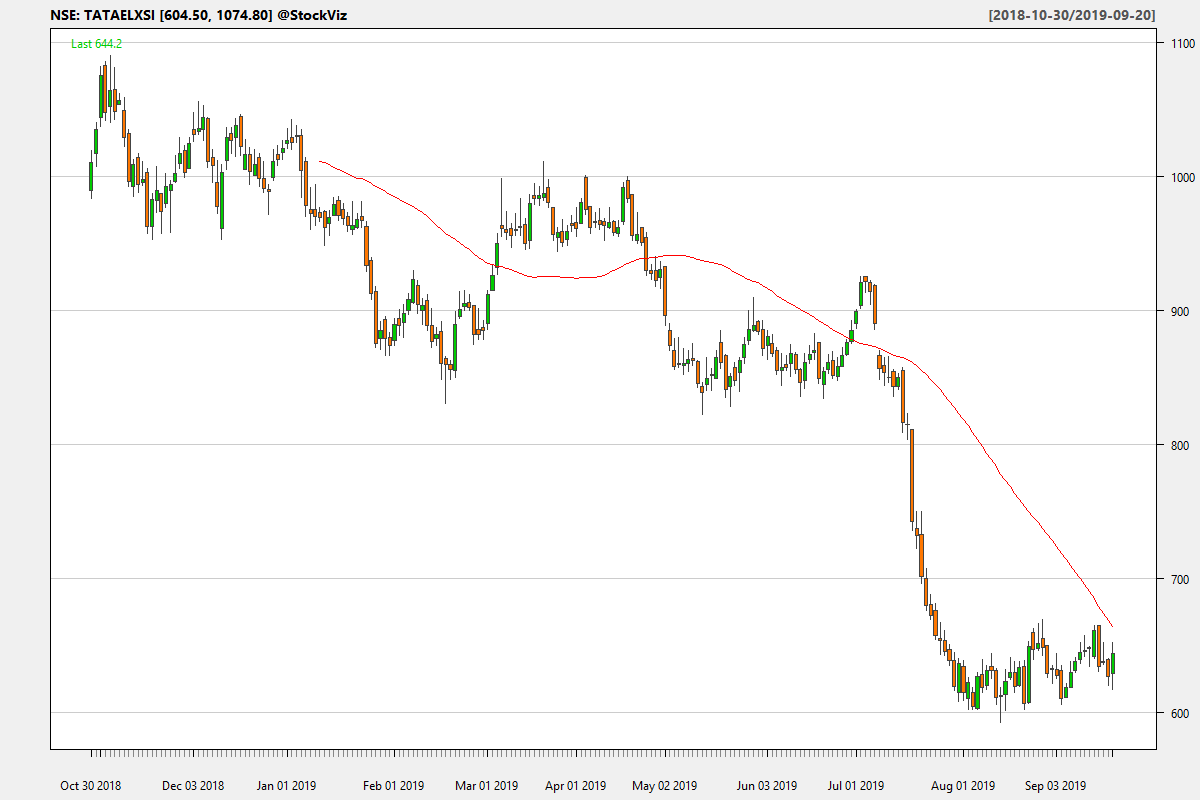 NSE: TATAELXSI [604.50, 1074.80] @StockViz [2018-10-30/2019-09-20]
Last 644.2
1100
1000
900
800
700
600
Oct 30 2018 Dec 03 2018 Jan 01 2019 Feb 01 2019 Mar 01 2019 Apr 01 2019 May 02 2019 Jun 03 2019 Jul 01 2019 Aug 01 2019 Sep 03 2019